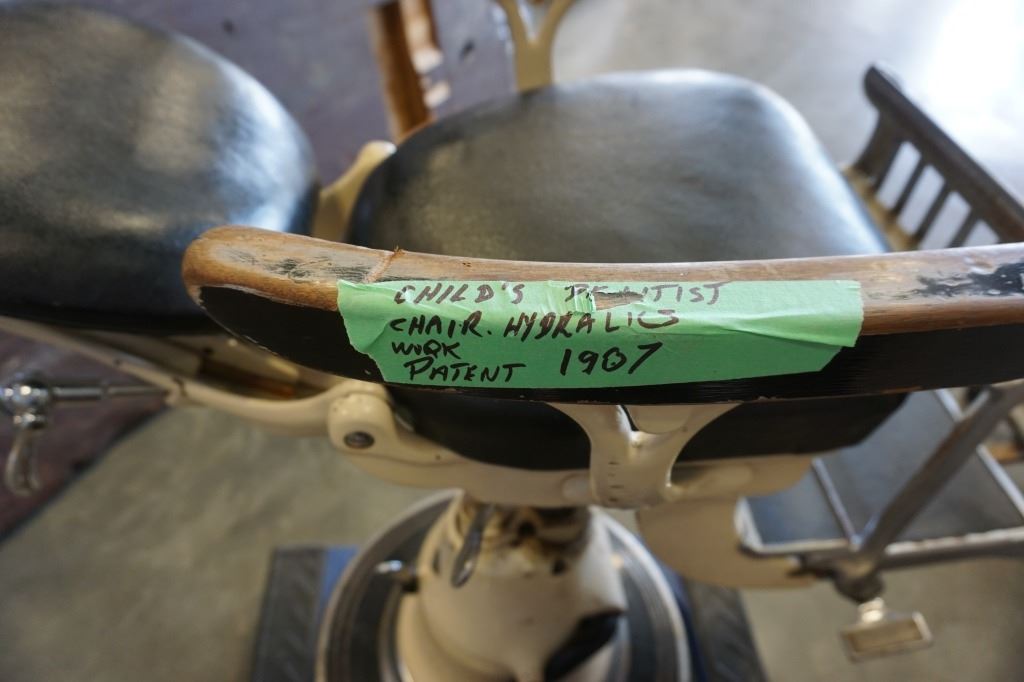 CHILD'S DENTIST
CHAIR. HYDRALICS
WORK
PATENT 1907